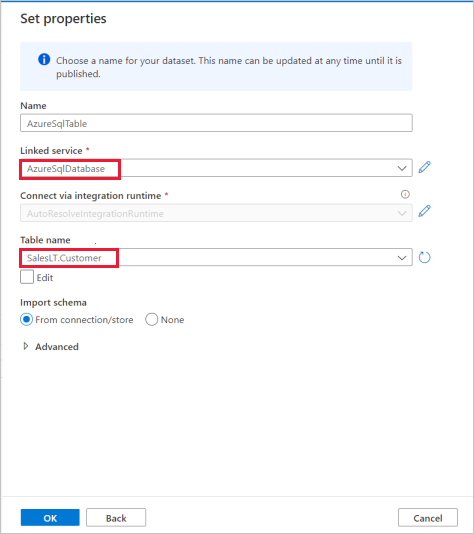 Set properties
Choose a name for your dataset. This name can be updated at any time until it is
published.
Name
AzureSqlTable
Linked service *
AzureSqlDatabase
Connect via integration runtime *
AutoResolveIntegrationRuntime
Table name
SalesLT.Customer
Edit
Import schema
From connection/store None
Advanced
OK Back Cancel